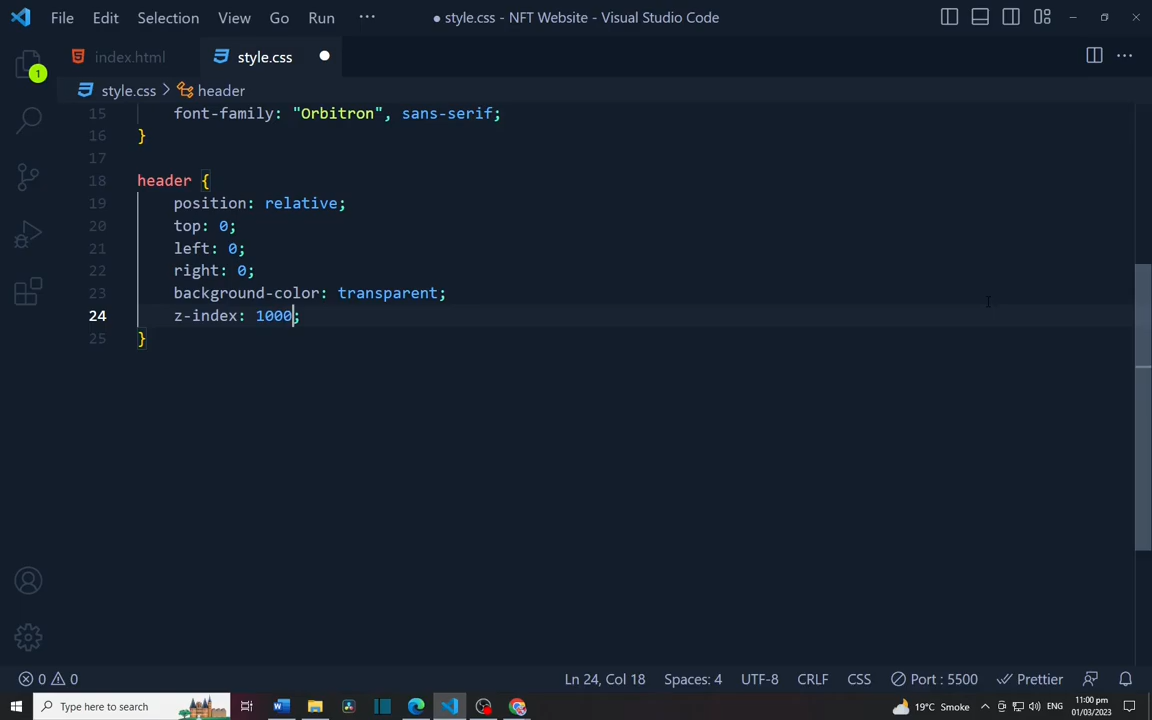 File Edit Selection View Go Run ··· ● style.css - NFT Website - Visual Studio Code
index.html style.css
style.css > header
1
15 font-family: "Orbitron", sans-serif;
16 }
17
18 header {
19 position: relative;
20 top: 0;
21 left: 0;
22 right: 0;
23 background-color: transparent;
24 z-index: 1000;
25 }
0 0 Ln 24, Col 18 Spaces: 4 UTF-8 CRLF CSS Port : 5500 Prettier
Type here to search 19°C Smoke ENG 11:00 pm
01/03/2023